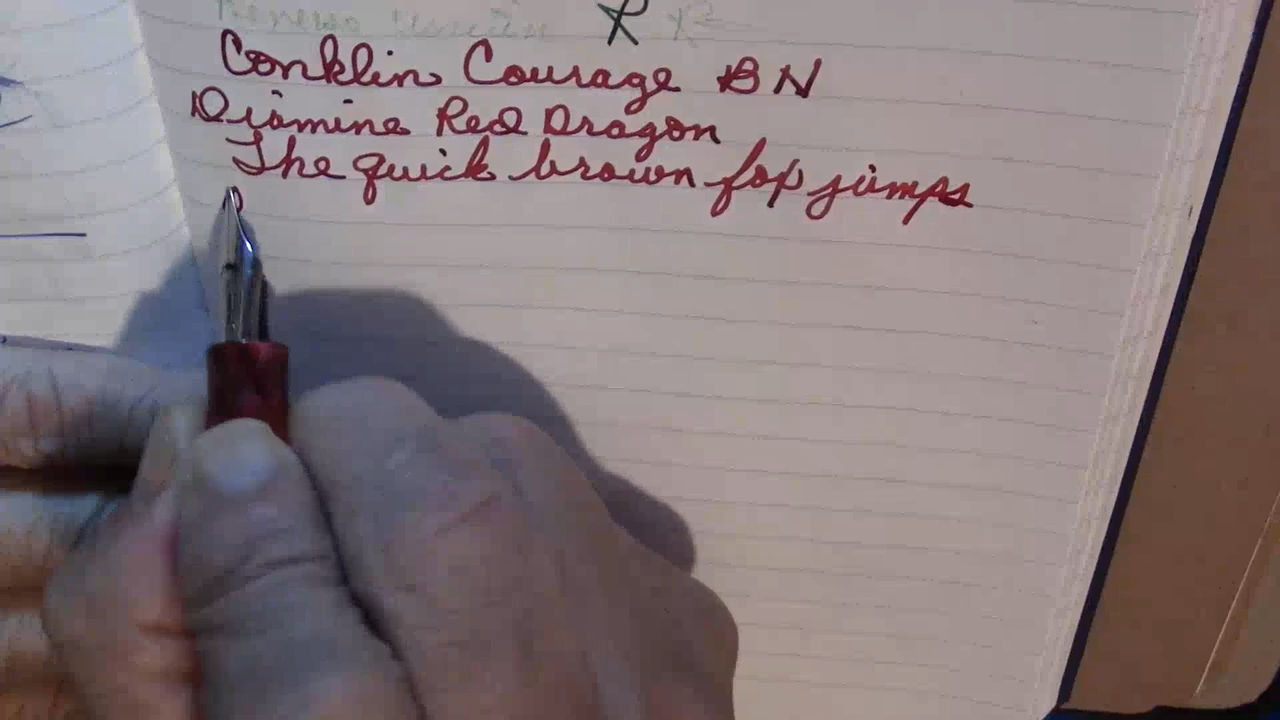 R
Conklin Courage BN
Diamine Red Dragon
The quick brown fox jumps
o